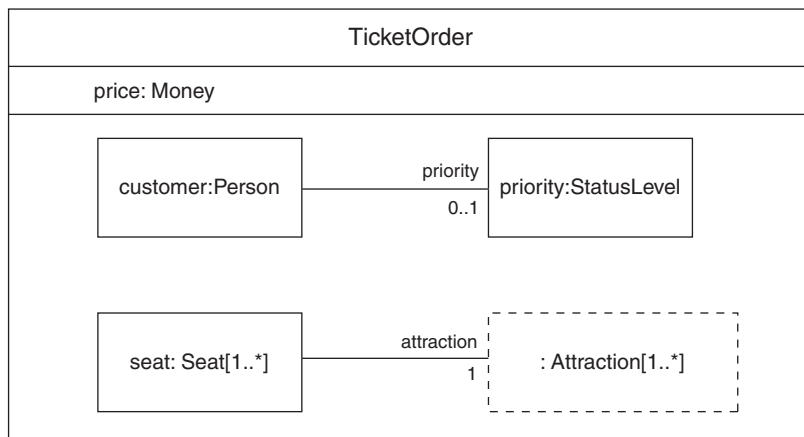 TicketOrder
price: Money
customer:Person
priority
0..1
priority:StatusLevel
seat: Seat[1..*]
attraction
1
: Attraction[1..*]